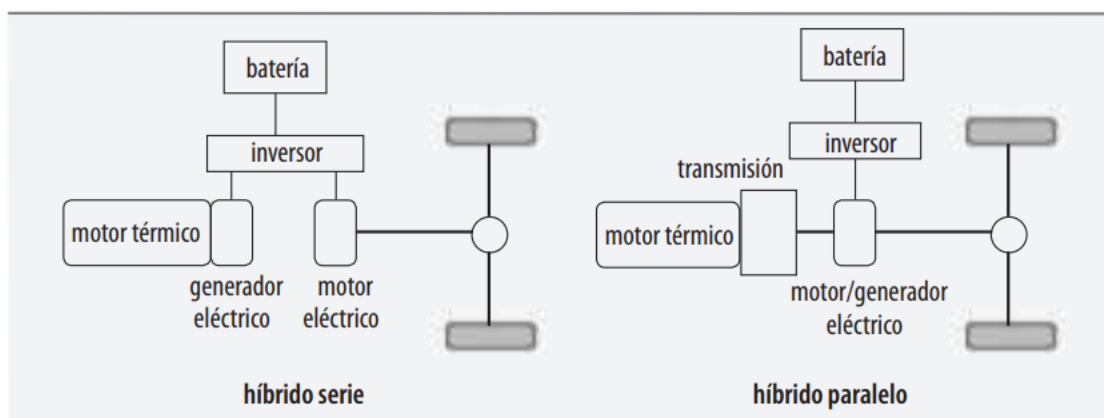 batería
inversor
motor térmico
generador
eléctrico
motor
eléctrico
híbrido serie
batería
inversor
transmisión
motor térmico
motor/generador
eléctrico
híbrido paralelo